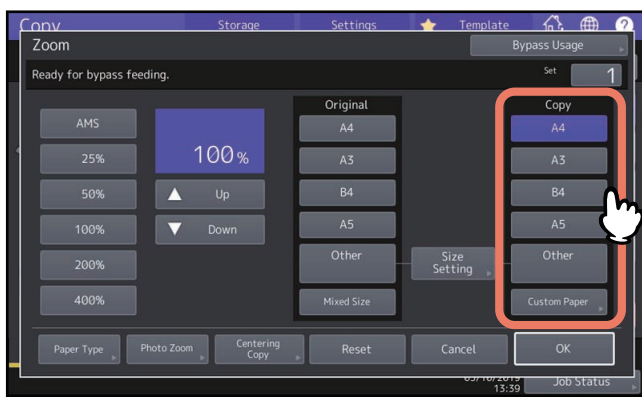 Copy Storage Settings Template ?
Zoom Bypass Usage
Ready for bypass feeding. Set 1
Original Copy
AMS A4 A4
25% 100% A3 A3
50% Up B4 B4
100% Down A5 A5
200% Other Size Setting Other
400% Mixed Size Custom Paper
Paper Type Photo Zoom Centering Copy Reset Cancel OK
13:39 Job Status